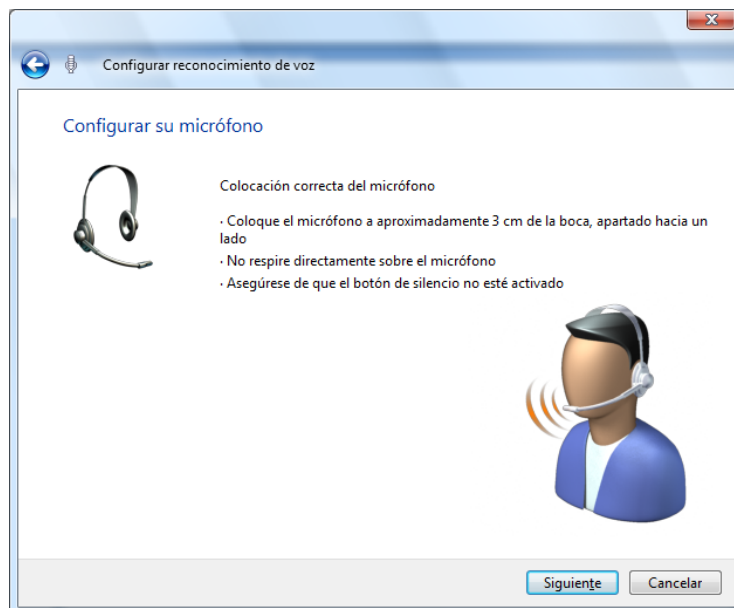 Configurar reconocimiento de voz
Configurar su micrófono
Colocación correcta del micrófono
· Coloque el micrófono a aproximadamente 3 cm de la boca, apartado hacia un
lado
· No respire directamente sobre el micrófono
· Asegúrese de que el botón de silencio no esté activado
Siguiente
Cancelar